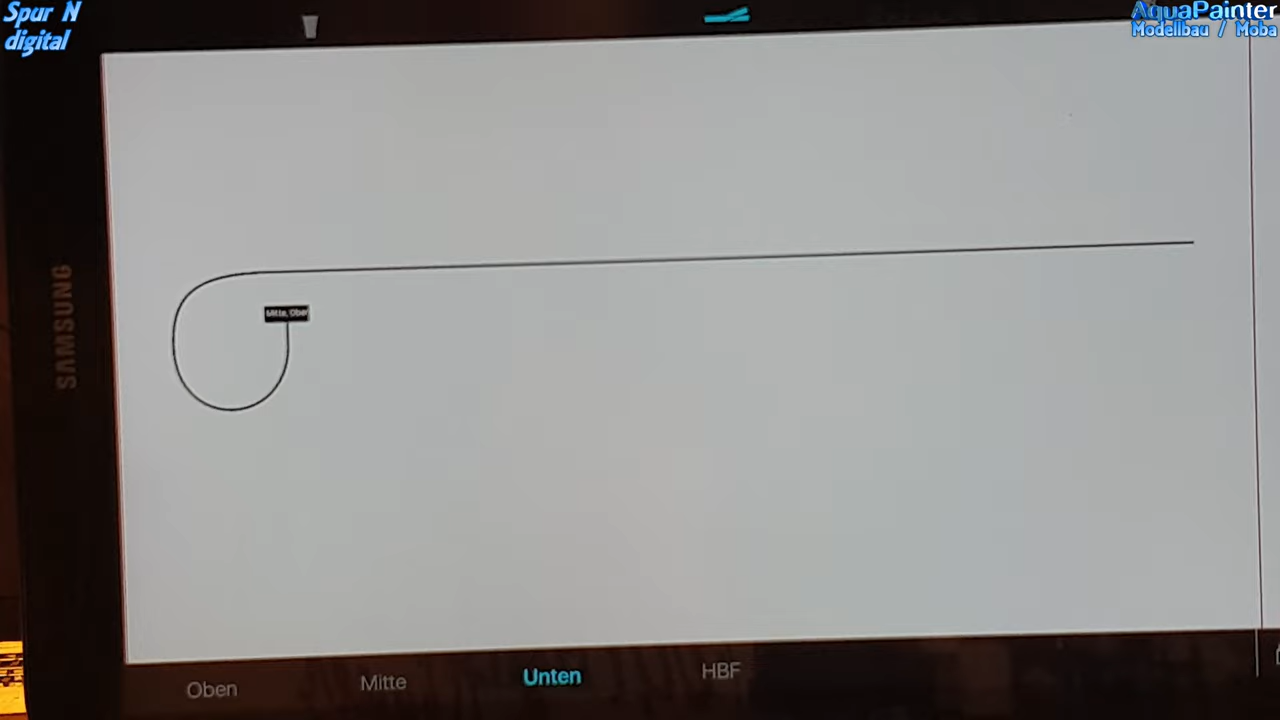 Spur N
digital
AquaPainter
Modellbau / Moba
SAMSUNG
Mitte, Ober
Oben
Mitte
Unten
HBF